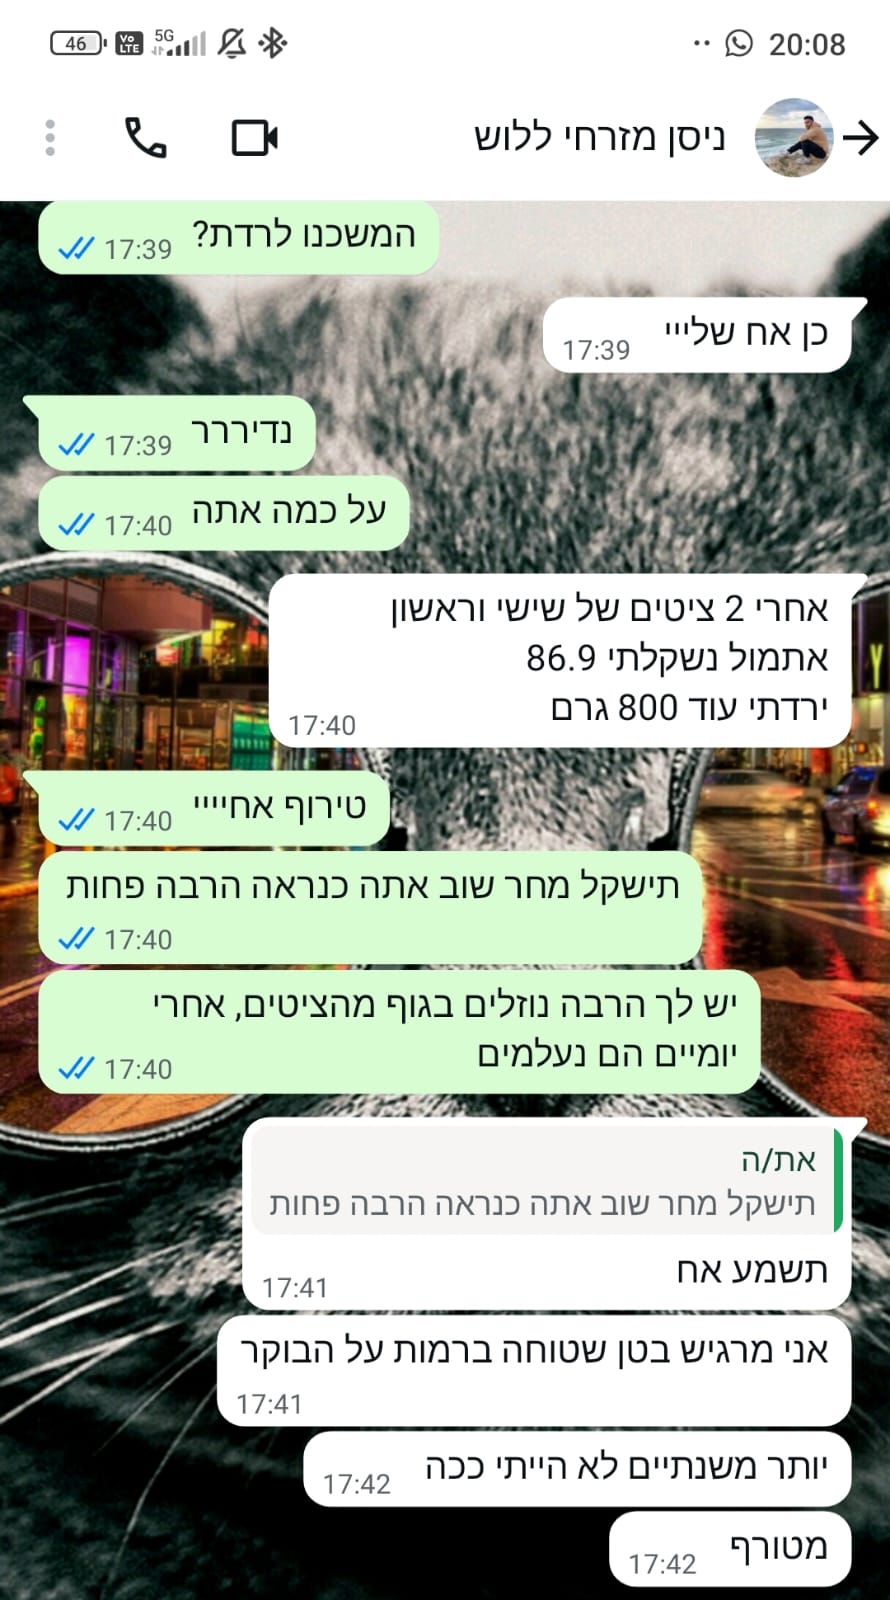 46 VoLTE 5G 20:08
ניסן מזרחי ללוש
המשכנו לרדת?
17:39
כן אח שלייי
17:39
נדיררר
17:39
על כמה אתה
17:40
אחרי 2 ציטים של שישי וראשון
אתמול נשקלתי 86.9
ירדתי עוד 800 גרם
17:40
טירוף אחיייי
17:40
תישקל מחר שוב אתה כנראה הרבה פחות
17:40
יש לך הרבה נוזלים בגוף מהציטים, אחרי
יומיים הם נעלמים
17:40
את/ה
תישקל מחר שוב אתה כנראה הרבה פחות
תשמע אח
17:41
אני מרגיש בטן שטוחה ברמות על הבוקר
17:41
יותר משנתיים לא הייתי ככה
17:42
מטורף
17:42